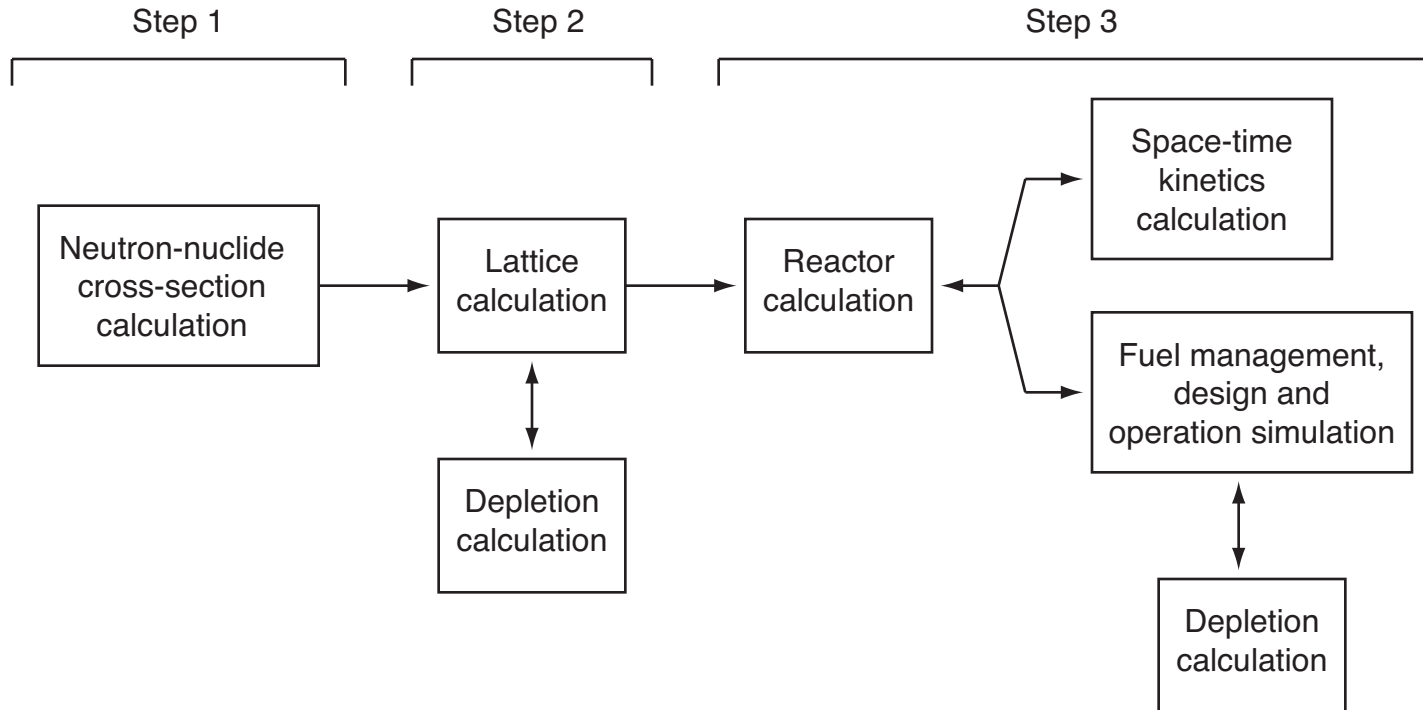 Step 1
Step 2
Step 3
Neutron-nuclide
cross-section
calculation
Lattice
calculation
Depletion
calculation
Reactor
calculation
Space-time
kinetics
calculation
Fuel management,
design and
operation simulation
Depletion
calculation